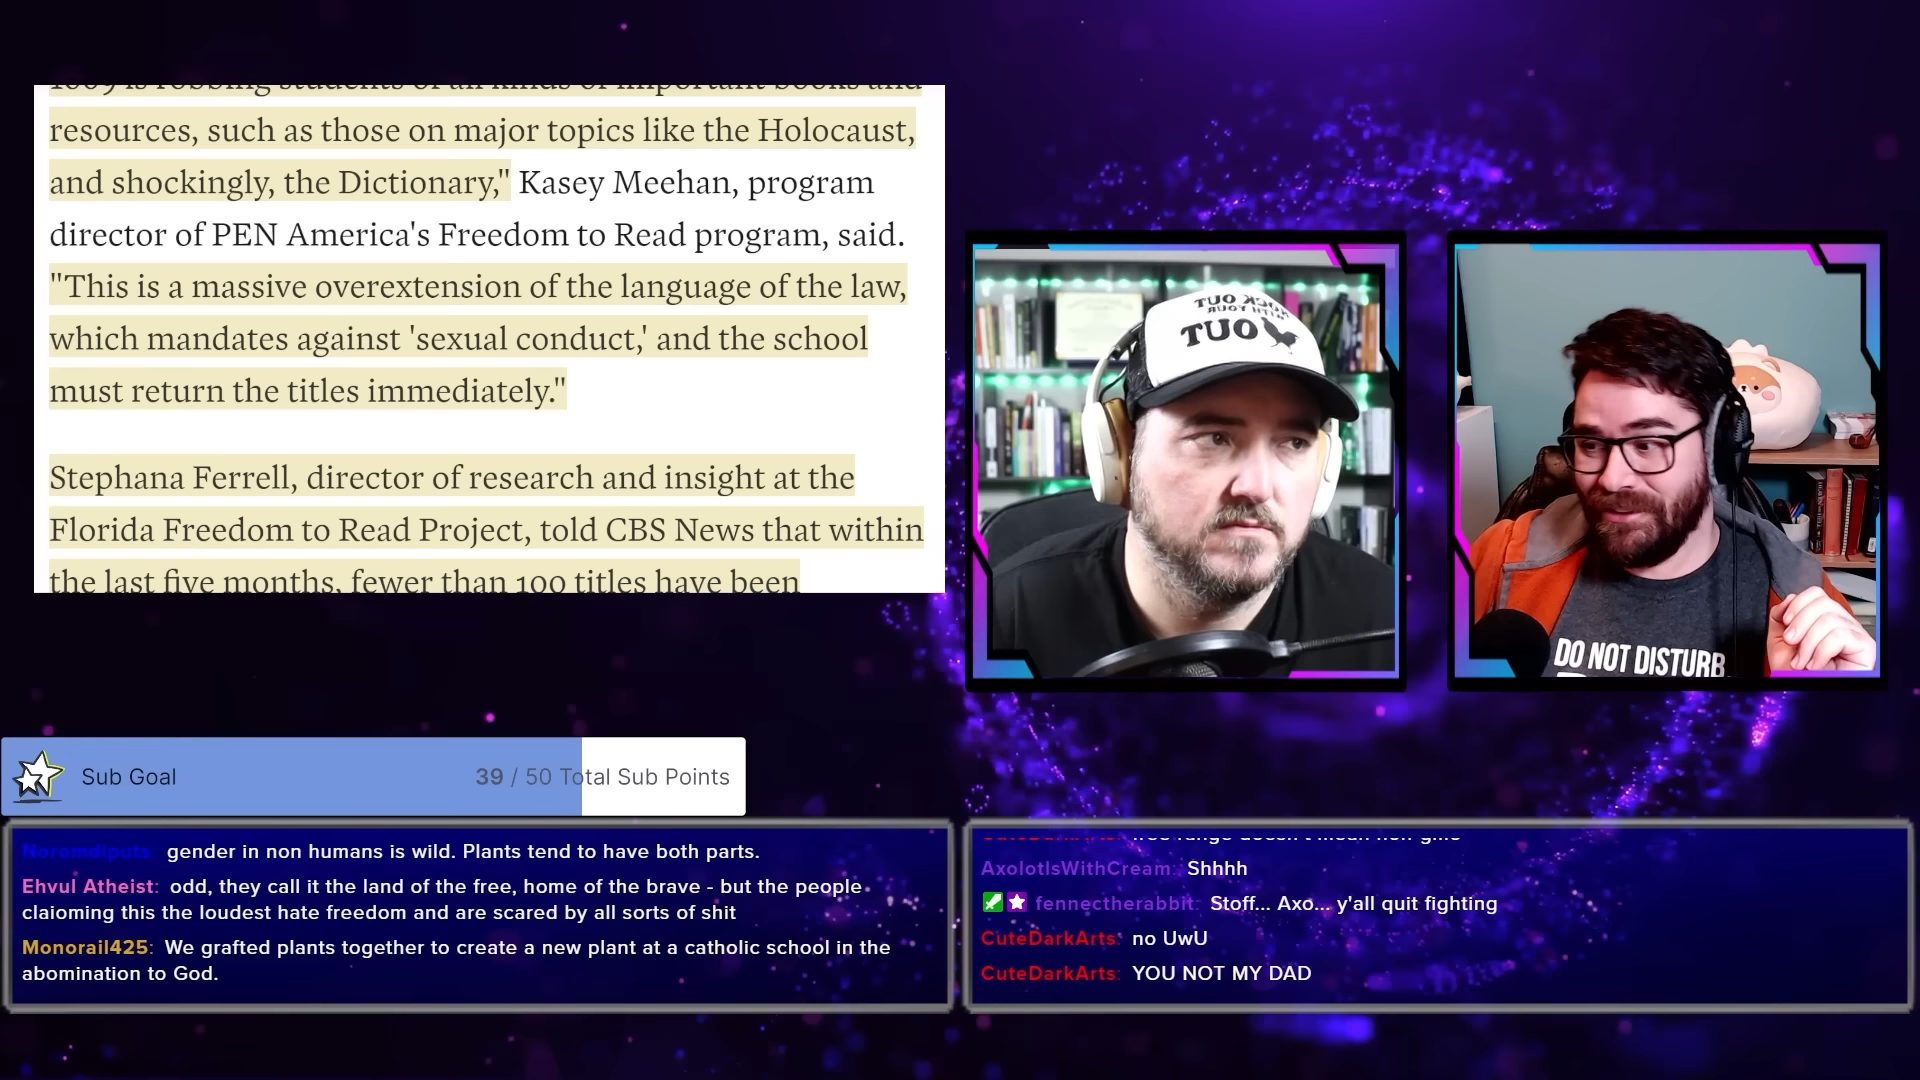 resources, such as those on major topics like the Holocaust,
and shockingly, the Dictionary," Kasey Meehan, program
director of PEN America's Freedom to Read program, said.
"This is a massive overextension of the language of the law,
which mandates against 'sexual conduct,' and the school
must return the titles immediately."
Stephana Ferrell, director of research and insight at the
Florida Freedom to Read Project, told CBS News that within
the last five months, fewer than 100 titles have been
OUT
DO NOT DISTURB
Sub Goal
39 / 50 Total Sub Points
gender in non humans is wild. Plants tend to have both parts.
Ehvul Atheist: odd, they call it the land of the free, home of the brave - but the people
claioming this the loudest hate freedom and are scared by all sorts of shit
Monorail425: We grafted plants together to create a new plant at a catholic school in the
abomination to God.
AxolotlsWithCream: Shhhh
fennectherabbit: Stoff... Axo... y'all quit fighting
CuteDarkArts: no UwU
CuteDarkArts: YOU NOT MY DAD